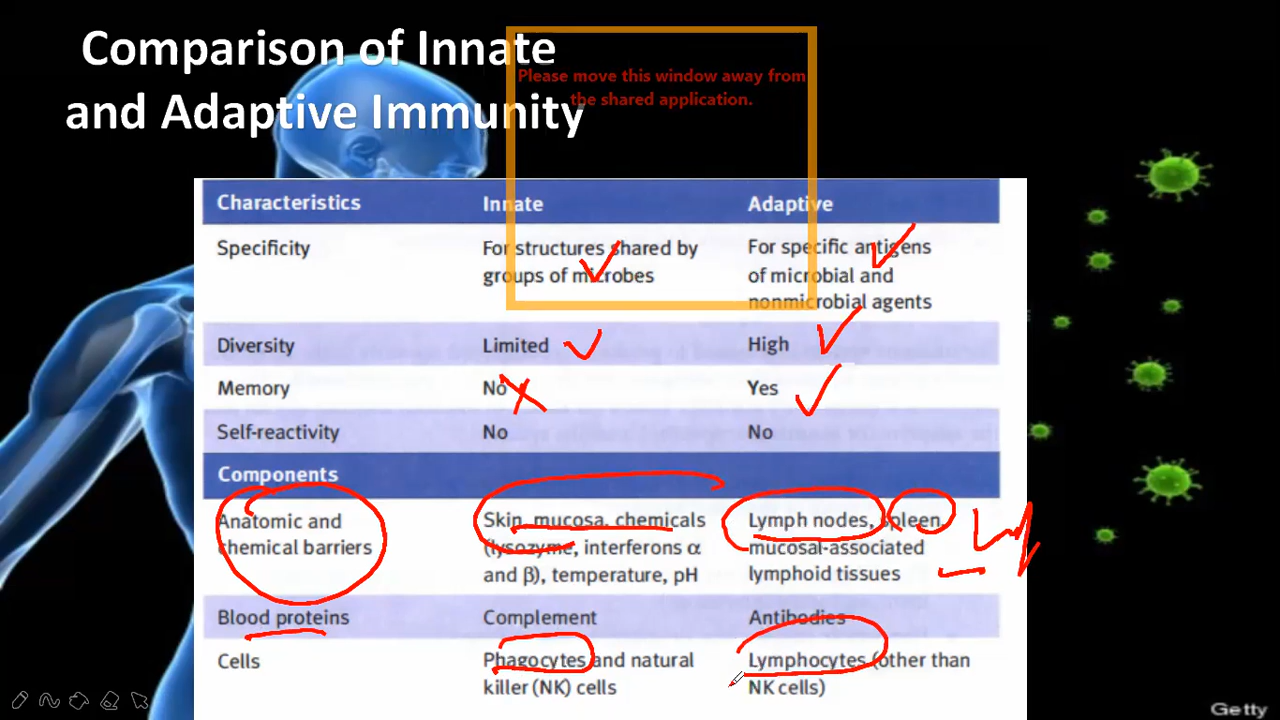 Comparison of Innate
and Adaptive Immunity
Please move this window away from
the shared application.
Characteristics Innate Adaptive
Specificity For structures shared by For specific antigens
groups of microbes of microbial and
nonmicrobial agents
Diversity Limited High
Memory No Yes
Self-reactivity No No
Components
Anatomic and Skin, mucosa, chemicals Lymph nodes, spleen,
chemical barriers (lysozyme, interferons α mucosal-associated
and β), temperature, pH lymphoid tissues
Blood proteins Complement Antibodies
Cells Phagocytes and natural Lymphocytes (other than
killer (NK) cells NK cells)
Getty